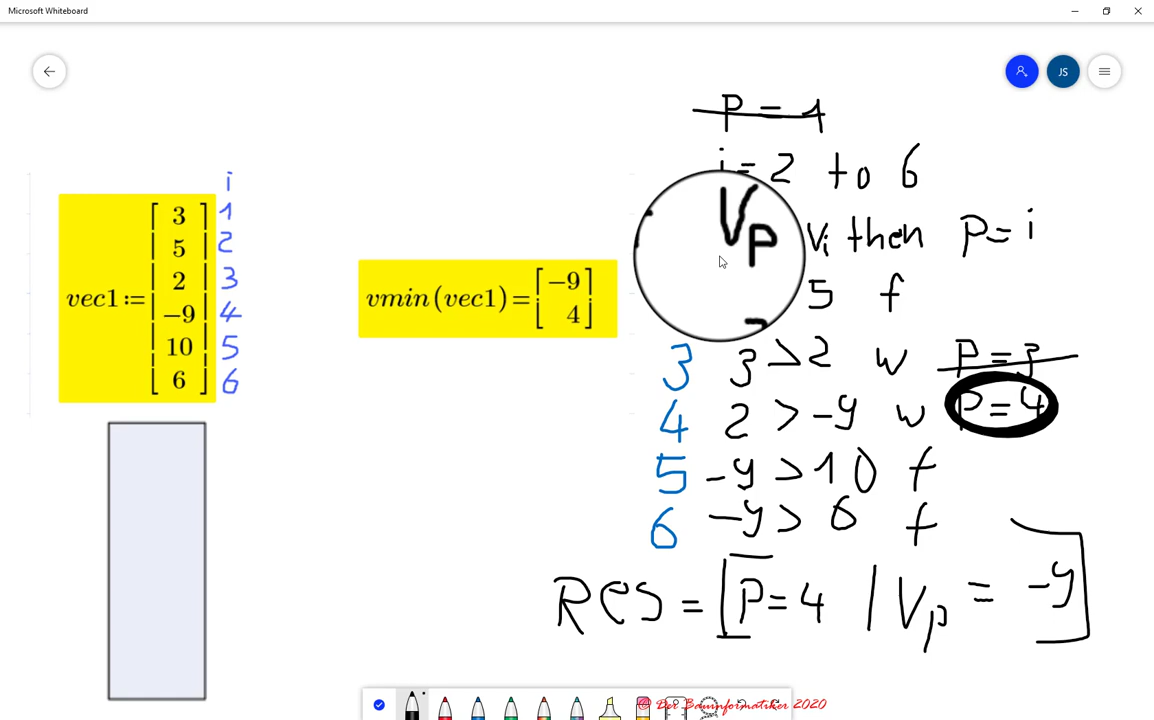 Microsoft Whiteboard
JS
P = 1
i = 2 to 6
i
vec1:=
3 1
5 2
2 3
-9 4
10 5
6 6
vmin(vec1)=
-9
4
Vp Vi then P = i
5 f
3 3 > 2 w P = 3
4 2 > -9 w P = 4
5 -9 > 10 f
6 -9 > 6 f
Res = [P = 4 | Vp = -9]
© Der Bauinformatiker 2020